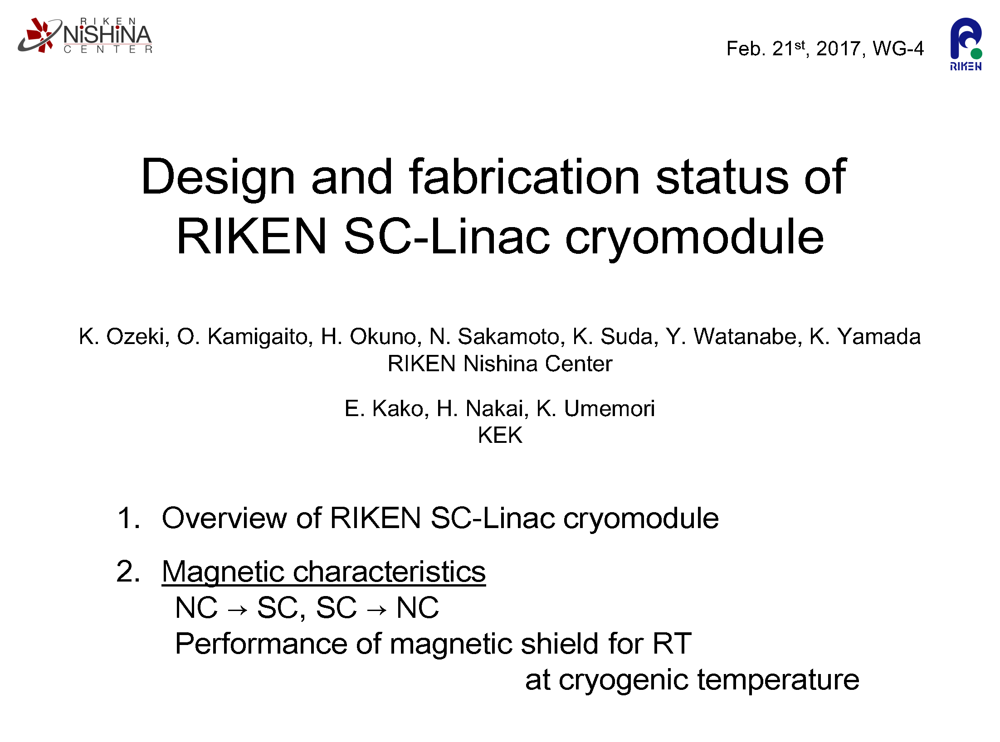 RIKEN
NiSHiNA
CENTER
Feb. 21st, 2017, WG-4
RIKEN
Design and fabrication status of
RIKEN SC-Linac cryomodule
K. Ozeki, O. Kamigaito, H. Okuno, N. Sakamoto, K. Suda, Y. Watanabe, K. Yamada
RIKEN Nishina Center
E. Kako, H. Nakai, K. Umemori
KEK
1. Overview of RIKEN SC-Linac cryomodule
2. Magnetic characteristics
NC → SC, SC → NC
Performance of magnetic shield for RT
at cryogenic temperature